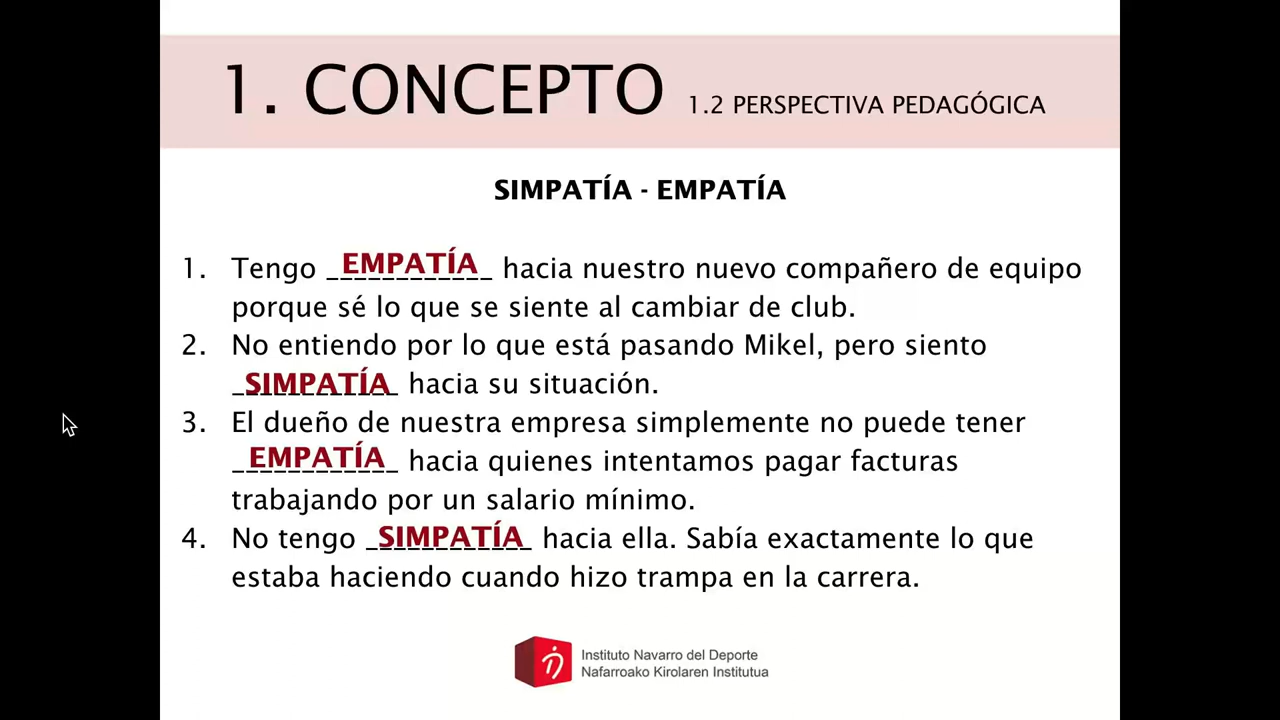 1. CONCEPTO 1.2 PERSPECTIVA PEDAGÓGICA
SIMPATÍA - EMPATÍA
1. Tengo _EMPATÍA_ hacia nuestro nuevo compañero de equipo
porque sé lo que se siente al cambiar de club.
2. No entiendo por lo que está pasando Mikel, pero siento
_SIMPATÍA_ hacia su situación.
3. El dueño de nuestra empresa simplemente no puede tener
_EMPATÍA_ hacia quienes intentamos pagar facturas
trabajando por un salario mínimo.
4. No tengo _SIMPATÍA_ hacia ella. Sabía exactamente lo que
estaba haciendo cuando hizo trampa en la carrera.
Instituto Navarro del Deporte
Nafarroako Kirolaren Institutua